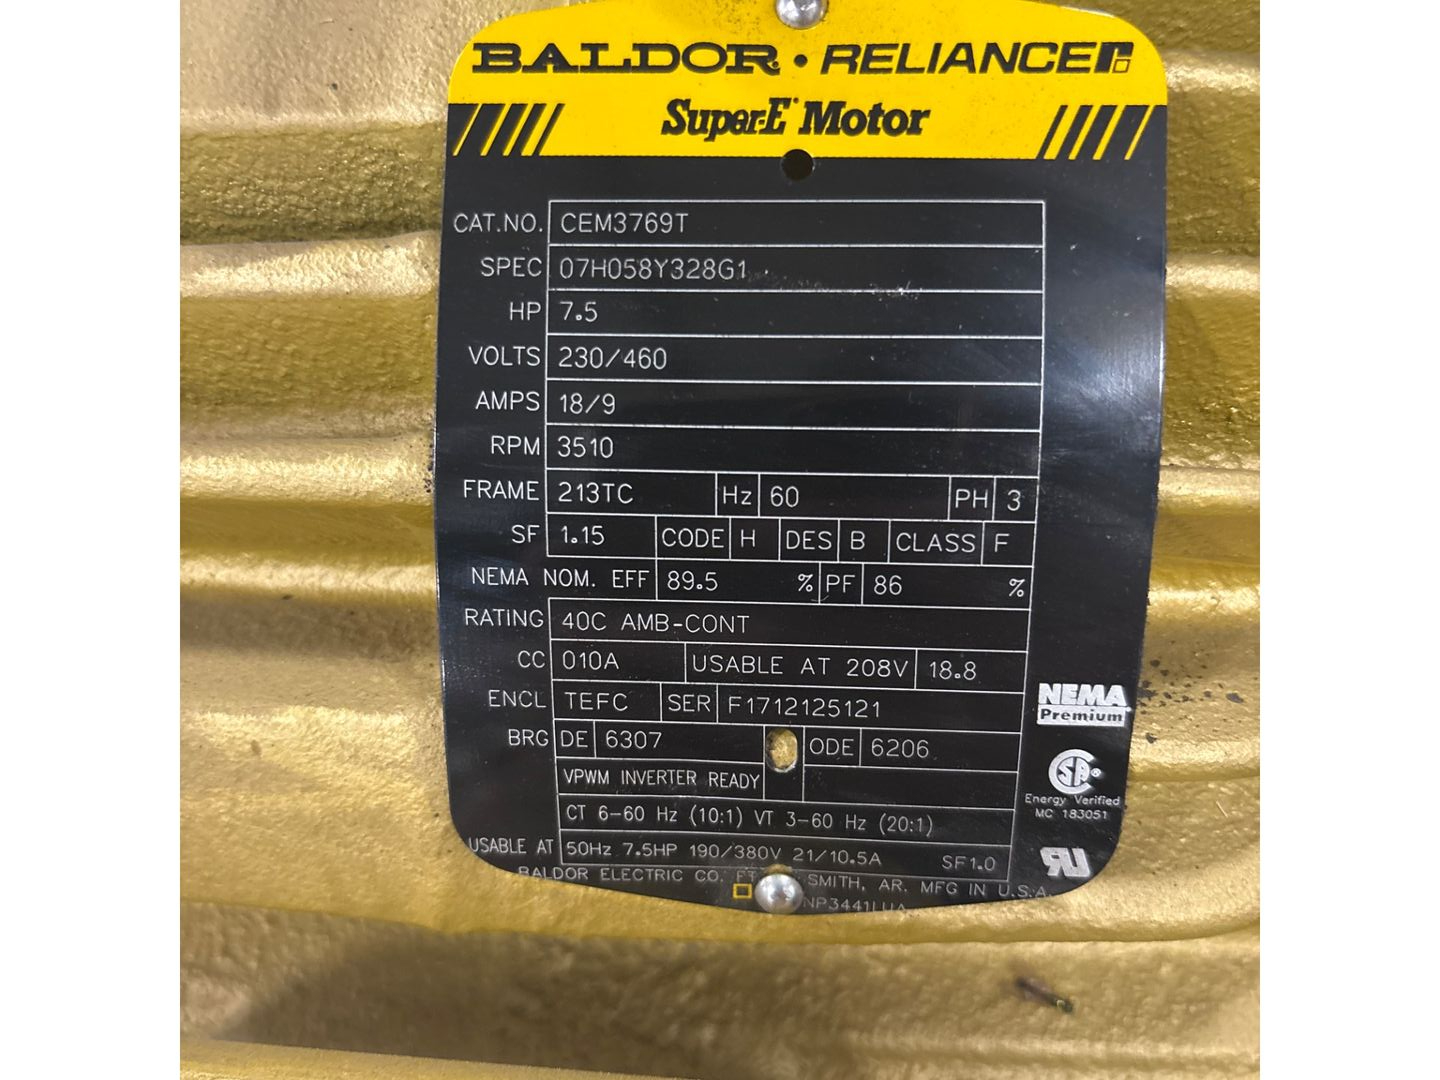 BALDOR • RELIANCE
Super-E Motor
CAT.NO. CEM3769T
SPEC 07H058Y328G1
HP 7.5
VOLTS 230/460
AMPS 18/9
RPM 3510
FRAME 213TC Hz 60 PH 3
SF 1.15 CODE H DES B CLASS F
NEMA NOM. EFF 89.5 % PF 86 %
RATING 40C AMB-CONT
CC 010A USABLE AT 208V 18.8
ENCL TEFC SER F1712125121
BRG DE 6307 ODE 6206
VPWM INVERTER READY
CT 6-60 Hz (10:1) VT 3-60 Hz (20:1)
USABLE AT 50Hz 7.5HP 190/380V 21/10.5A SF1.0
BALDOR ELECTRIC CO. FT SMITH, AR. MFG IN U.S.A.
NP3441LUA
NEMA
Premium
Energy Verified
MC 183051